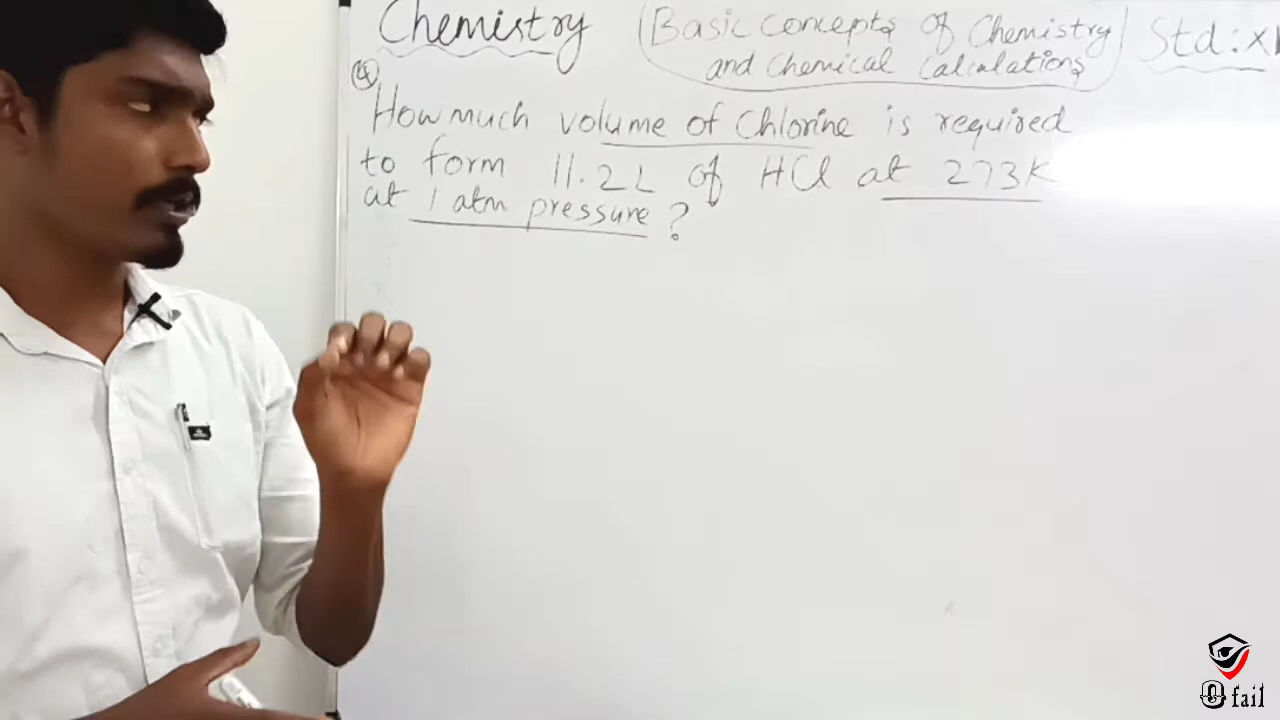 Chemistry
(Basic concepts of Chemistry
and Chemical Calculations)
Std: XI
How much volume of Chlorine is required
to form 11.2L of HCl at 273K
at 1 atm pressure?
0 fail